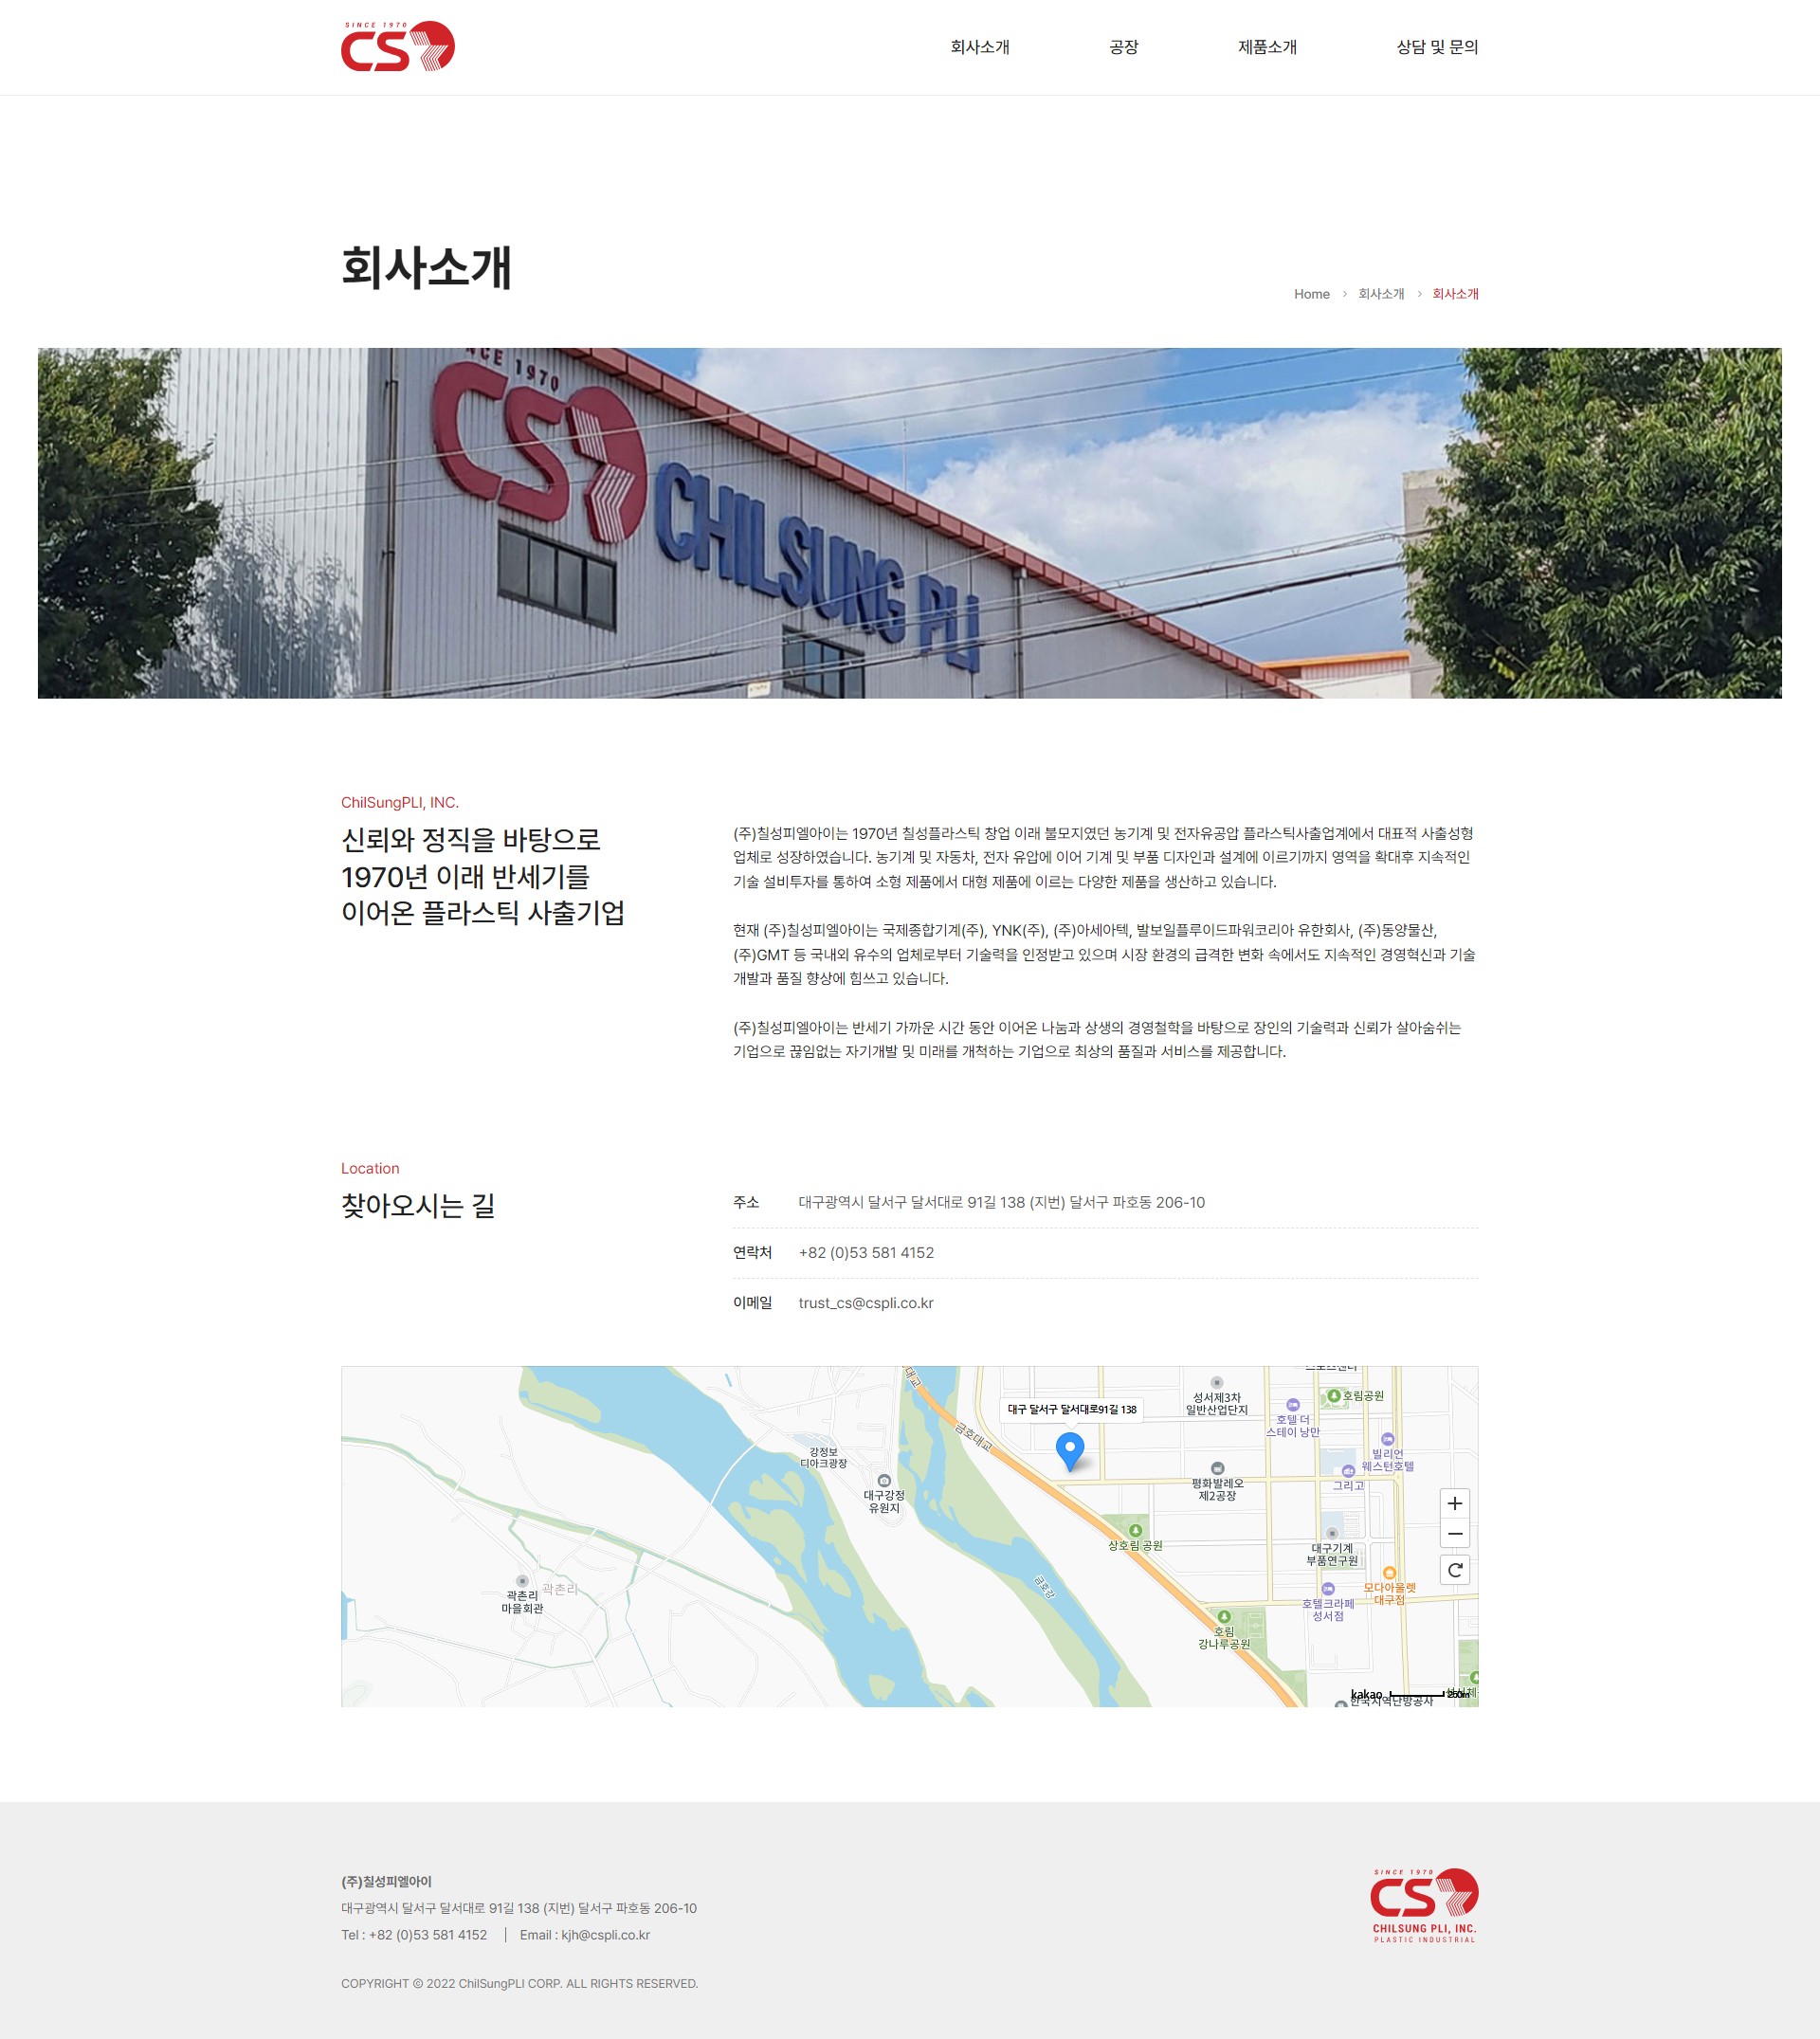 SINCE 1970
CS
회사소개
공장
제품소개
상담 및 문의
회사소개
Home > 회사소개 > 회사소개
NCE 1970
CS
CHILSUNG PLI
ChilSungPLI, INC.
신뢰와 정직을 바탕으로
1970년 이래 반세기를
이어온 플라스틱 사출기업
(주)칠성피엘아이는 1970년 칠성플라스틱 창업 이래 불모지였던 농기계 및 전자유공압 플라스틱사출업계에서 대표적 사출성형
업체로 성장하였습니다. 농기계 및 자동차, 전자 유압에 이어 기계 및 부품 디자인과 설계에 이르기까지 영역을 확대후 지속적인
기술 설비투자를 통하여 소형 제품에서 대형 제품에 이르는 다양한 제품을 생산하고 있습니다.
현재 (주)칠성피엘아이는 국제종합기계(주), YNK(주), (주)아세아텍, 발보일플루이드파워코리아 유한회사, (주)동양물산,
(주)GMT 등 국내외 유수의 업체로부터 기술력을 인정받고 있으며 시장 환경의 급격한 변화 속에서도 지속적인 경영혁신과 기술
개발과 품질 향상에 힘쓰고 있습니다.
(주)칠성피엘아이는 반세기 가까운 시간 동안 이어온 나눔과 상생의 경영철학을 바탕으로 장인의 기술력과 신뢰가 살아숨쉬는
기업으로 끊임없는 자기개발 및 미래를 개척하는 기업으로 최상의 품질과 서비스를 제공합니다.
Location
찾아오시는 길
주소 대구광역시 달서구 달서대로 91길 138 (지번) 달서구 파호동 206-10
연락처 +82 (0)53 581 4152
이메일 trust_cs@cspli.co.kr
대구 달서구 달서대로91길 138
금호대교
성서제3차
일반산업단지
호림공원
호텔 더
스테이 낭만
빌리언
웨스턴호텔
그리고
강정보
디아크광장
대구강정
유원지
평화발레오
제2공장
상호림 공원
대구기계
부품연구원
모다아울렛
대구점
호텔크라페
성서점
금호강
곽촌리
곽촌리
마을회관
호림
강나루공원
kakao
250m
한국지역난방공사
(주)칠성피엘아이
대구광역시 달서구 달서대로 91길 138 (지번) 달서구 파호동 206-10
Tel : +82 (0)53 581 4152 | Email : kjh@cspli.co.kr
COPYRIGHT © 2022 ChilSungPLI CORP. ALL RIGHTS RESERVED.
SINCE 1970
CS
CHILSUNG PLI, INC.
PLASTIC INDUSTRIAL